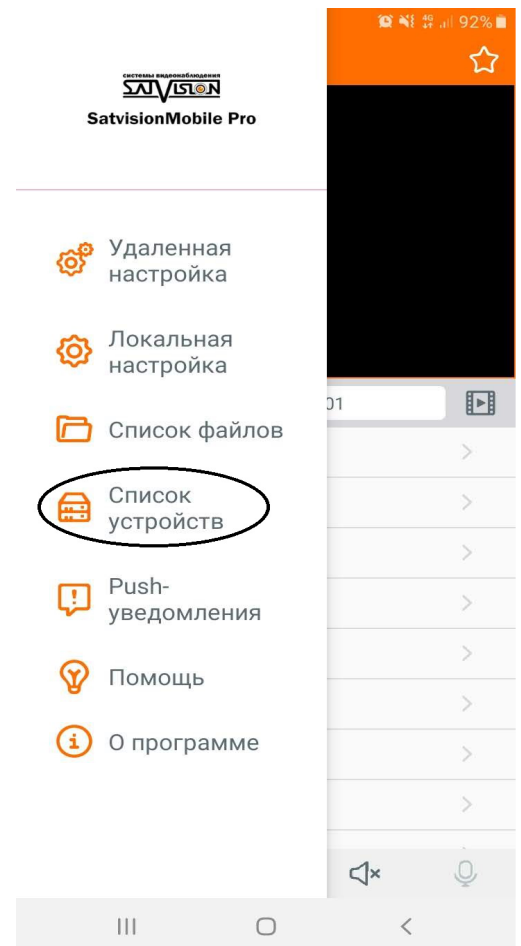 4G 92%
системы видеонаблюдения
SATVISION
SatvisionMobile Pro
Удаленная
настройка
Локальная
настройка
01
Список файлов
Список
устройств
Push-
уведомления
Помощь
О программе